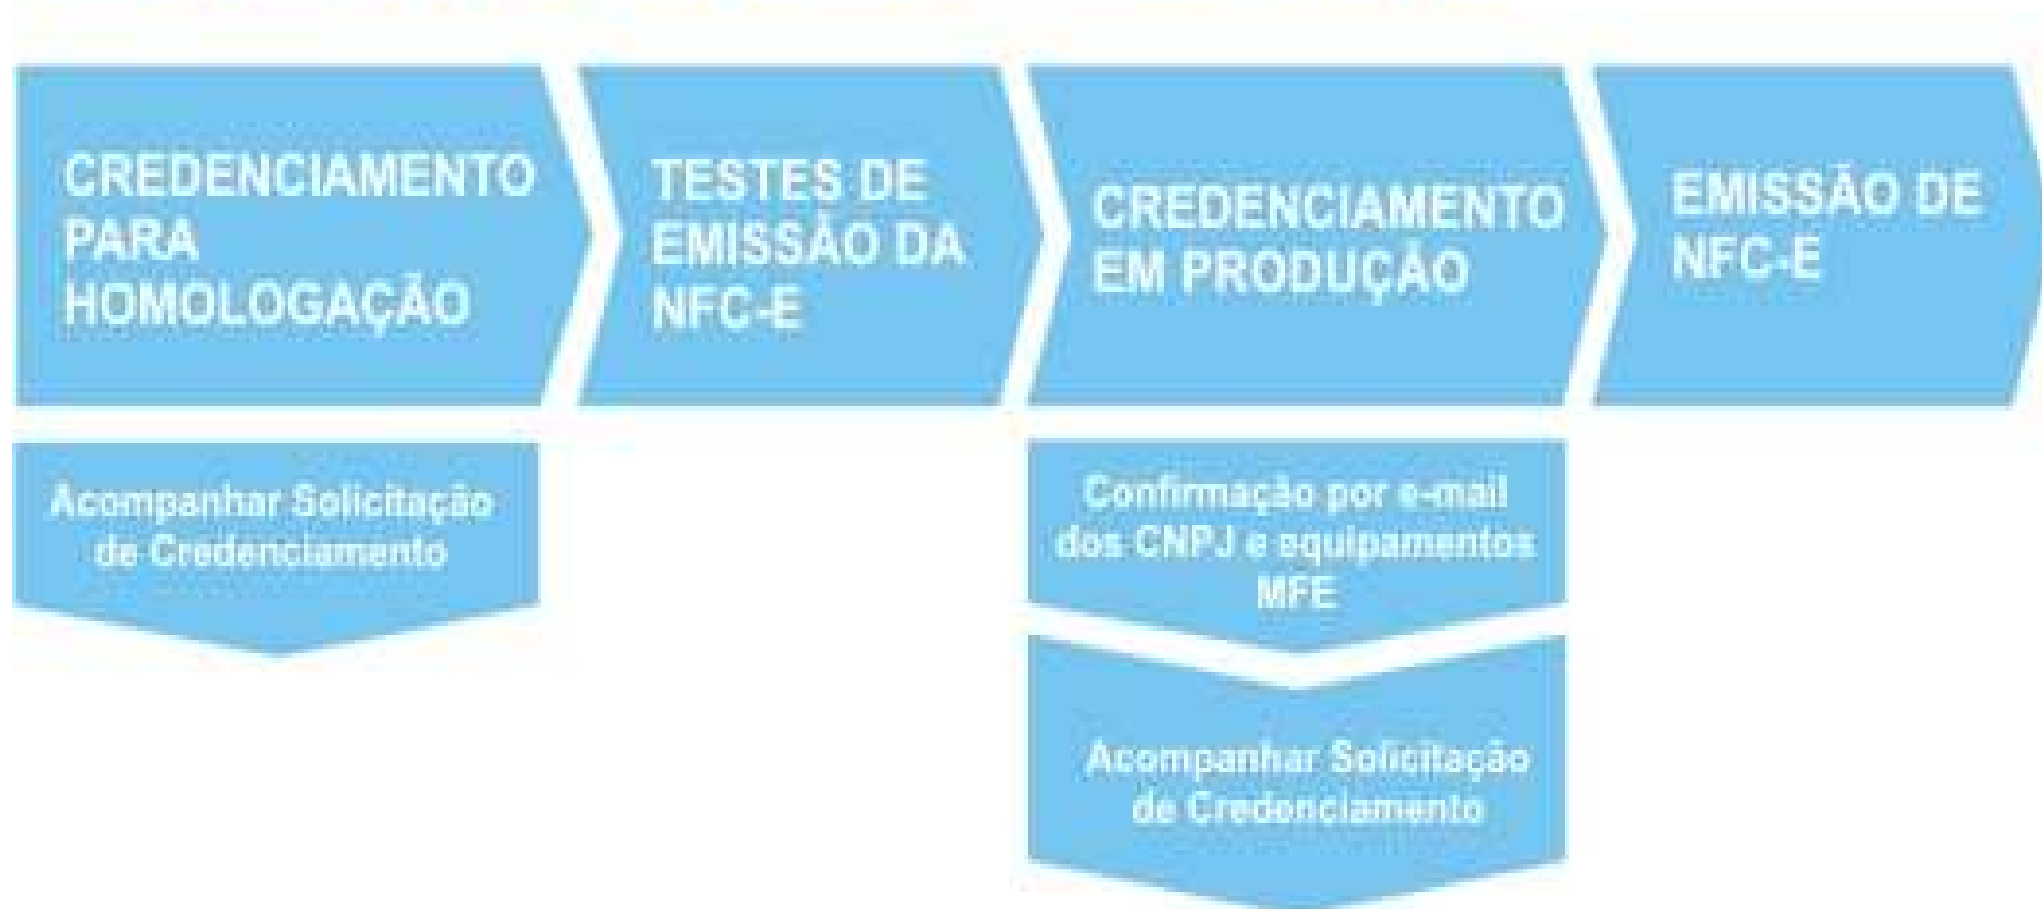 CREDENCIAMENTO
PARA
HOMOLOGAÇÃO
TESTES DE
EMISSÃO DA
NFC-E
CREDENCIAMENTO
EM PRODUÇÃO
EMISSÃO DE
NFC-E
Acompanhar Solicitação
de Credenciamento
Confirmação por e-mail
dos CNPJ e equipamentos
MFE
Acompanhar Solicitação
de Credenciamento